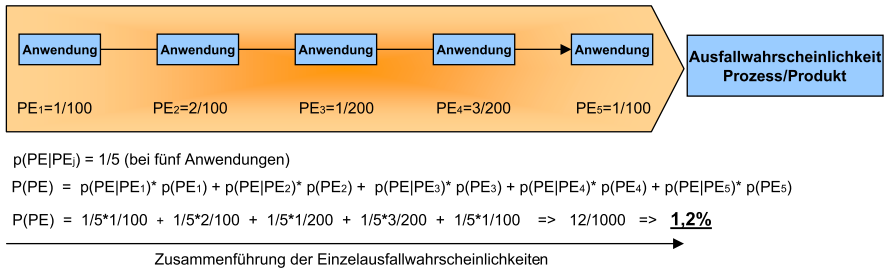 Anwendung Anwendung Anwendung Anwendung Anwendung
Ausfallwahrscheinlichkeit
Prozess/Produkt
PE1=1/100 PE2=2/100 PE3=1/200 PE4=3/200 PE5=1/100
p(PE|PEj) = 1/5 (bei fünf Anwendungen)
P(PE) = p(PE|PE1)* p(PE1) + p(PE|PE2)* p(PE2) + p(PE|PE3)* p(PE3) + p(PE|PE4)* p(PE4) + p(PE|PE5)* p(PE5)
P(PE) = 1/5*1/100 + 1/5*2/100 + 1/5*1/200 + 1/5*3/200 + 1/5*1/100 => 12/1000 => 1,2%
Zusammenführung der Einzelausfallwahrscheinlichkeiten